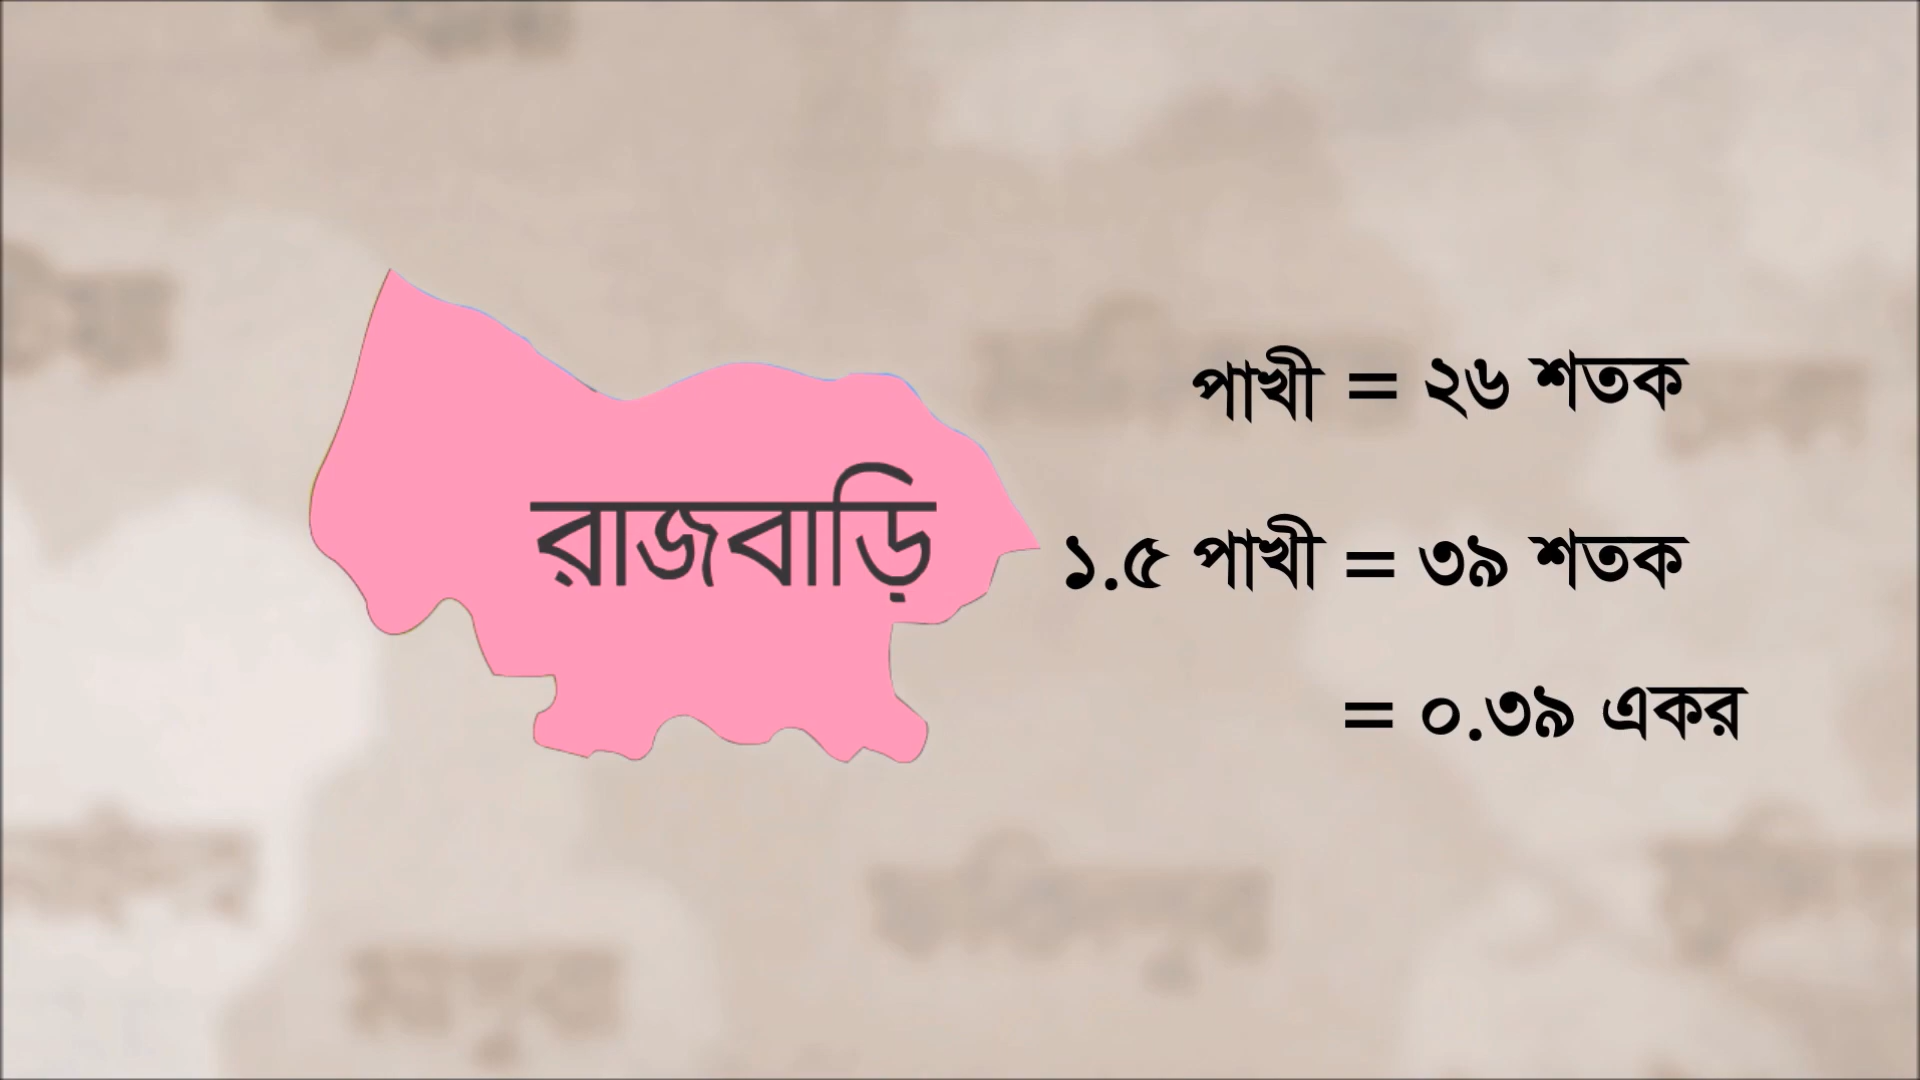 রাজবাড়ি
পাখী = ২৬ শতক
১.৫ পাখী = ৩৯ শতক
= ০.৩৯ একর